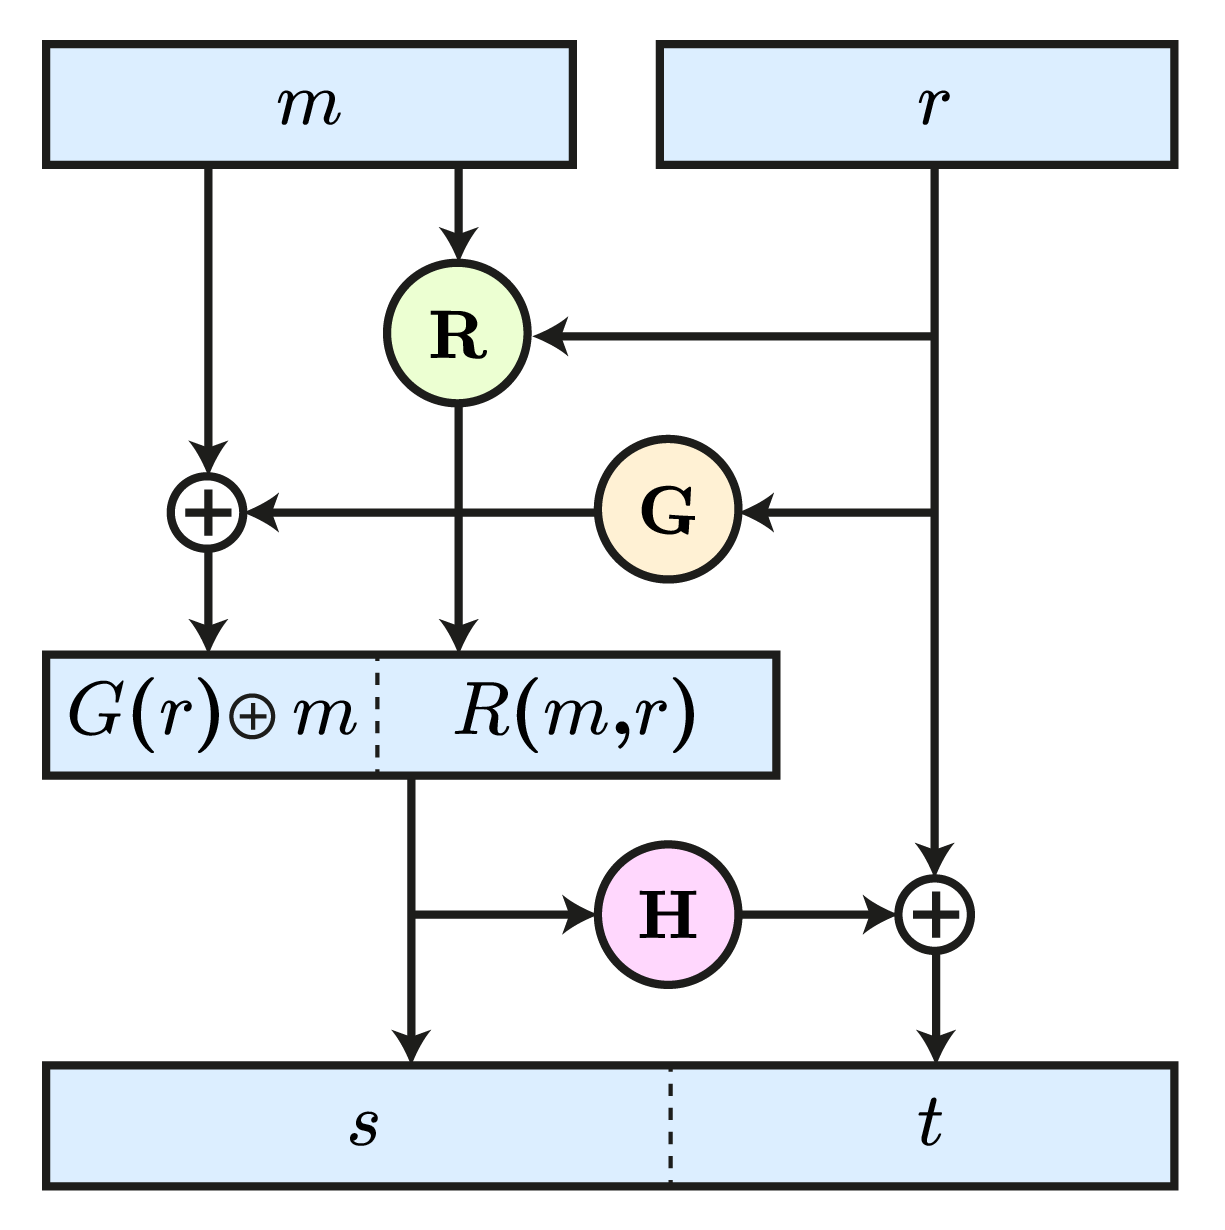 m r
R
G
G(r)⊕ m R(m,r)
H
s t